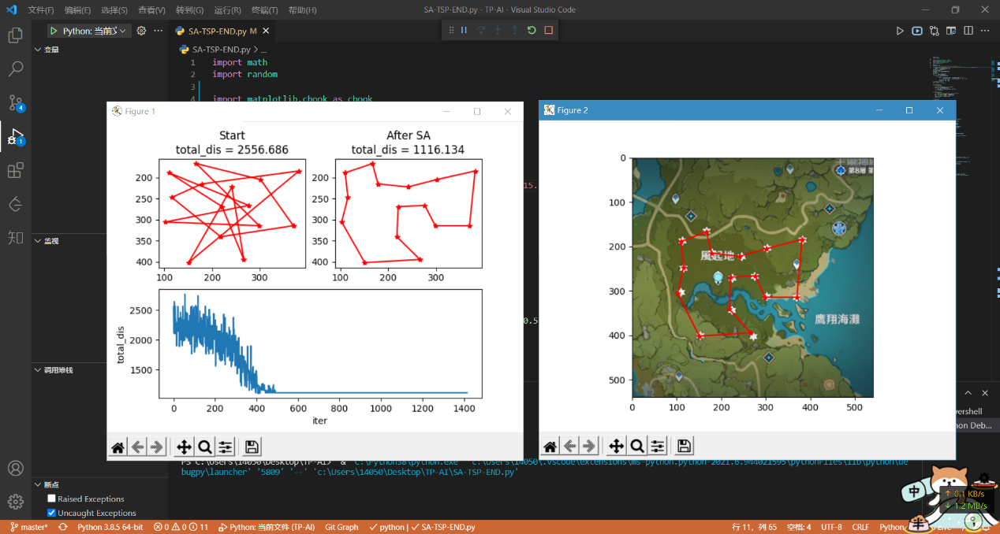 文件(F) 编辑(E) 选择(S) 查看(V) 转到(G) 运行(R) 终端(T) 帮助(H) SA-TSP-END.py - TP-AI - Visual Studio Code
Python: 当前文 SA-TSP-END.py M
变量
SA-TSP-END.py > ...
1 import math
2 import random
3
4 import matplotlib.cbook as cbook
Figure 1
Start
total_dis = 2556.686
After SA
total_dis = 1116.134
200
250
300
350
400
100 200 300
200
250
300
350
400
100 200 300
2500
2000
1500
total_dis
0 200 400 600 800 1000 1200 1400
iter
Figure 2
0
100
200
300
400
500
0 100 200 300 400 500
第8層
風起地
鷹翔海灘
15.
0.5
监视
调用堆栈
断点
Raised Exceptions
Uncaught Exceptions
PS C:\Users\14050\Desktop\TP-AI> & 'C:\Python38\python.exe' 'c:\Users\14050\.vscode\extensions\ms-python.python-2021.6.944021595\pythonFiles\lib\python\de
bugpy\launcher' '5809' '--' 'c:\Users\14050\Desktop\TP-AI\SA-TSP-END.py'
ershell
hon Deb...
4
1
知
中
半
↑ 0.1 KB/s
↓ 1.2 MB/s
master* Python 3.8.5 64-bit 0 0 11 Python: 当前文件 (TP-AI) Git Graph python | SA-TSP-END.py 行 11, 列 65 空格: 4 UTF-8 CRLF Python